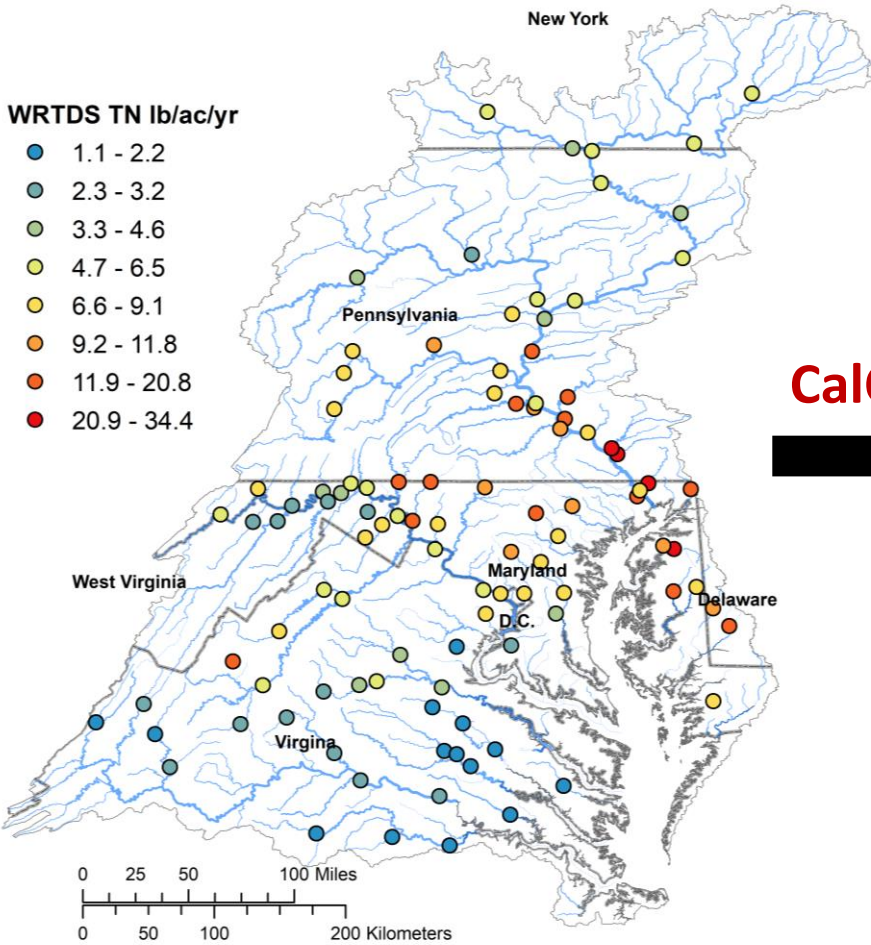 New York
WRTDS TN lb/ac/yr
1.1 - 2.2
2.3 - 3.2
3.3 - 4.6
4.7 - 6.5
6.6 - 9.1
9.2 - 11.8
11.9 - 20.8
20.9 - 34.4
Pennsylvania
West Virginia
Maryland
Delaware
D.C.
Virgina
0 25 50 100 Miles
0 50 100 200 Kilometers